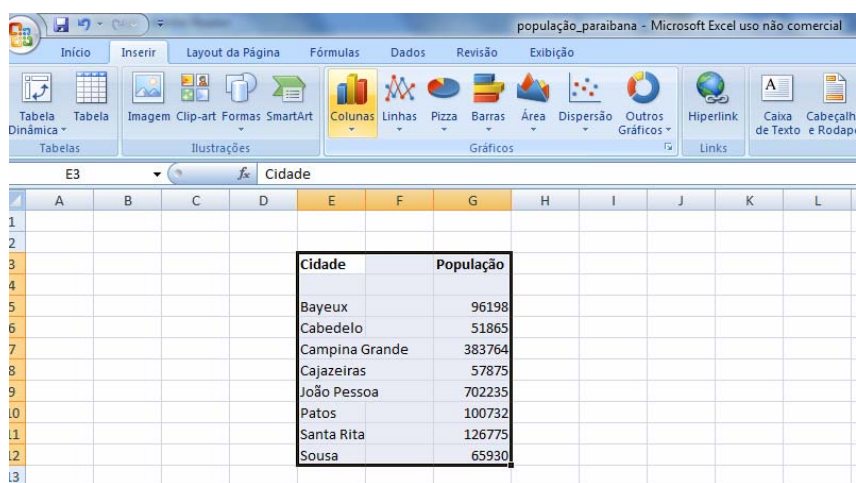 população_paraibana - Microsoft Excel uso não comercial
Início Inserir Layout da Página Fórmulas Dados Revisão Exibição
Tabela Dinâmica Tabela Imagem Clip-art Formas SmartArt Colunas Linhas Pizza Barras Área Dispersão Outros Gráficos Hiperlink Caixa de Texto Cabeçalh e Rodap
Tabelas Ilustrações Gráficos Links
E3 fx Cidade
A B C D E F G H I J K L
1
2
3 Cidade População
4
5 Bayeux 96198
6 Cabedelo 51865
7 Campina Grande 383764
8 Cajazeiras 57875
9 João Pessoa 702235
10 Patos 100732
11 Santa Rita 126775
12 Sousa 65930
13